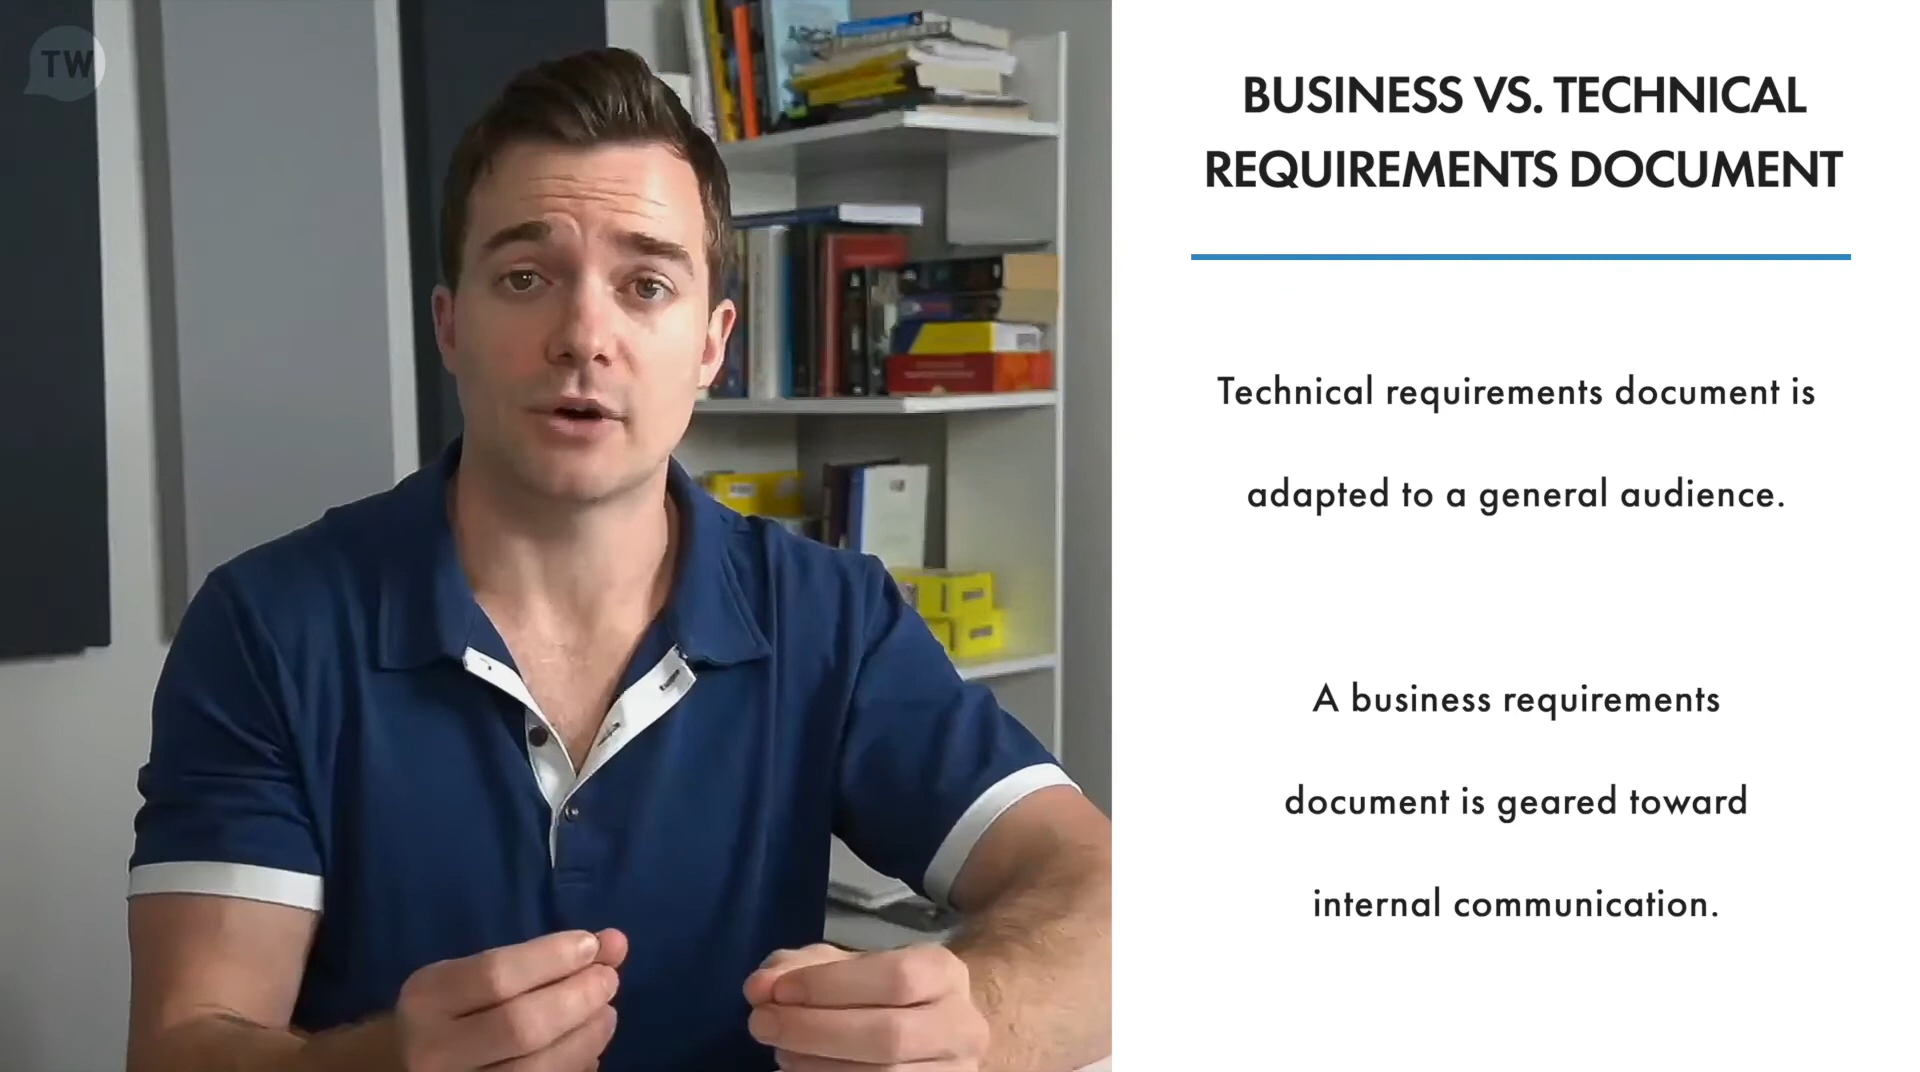 TW
BUSINESS VS. TECHNICAL
REQUIREMENTS DOCUMENT
Technical requirements document is
adapted to a general audience.
A business requirements
document is geared toward
internal communication.